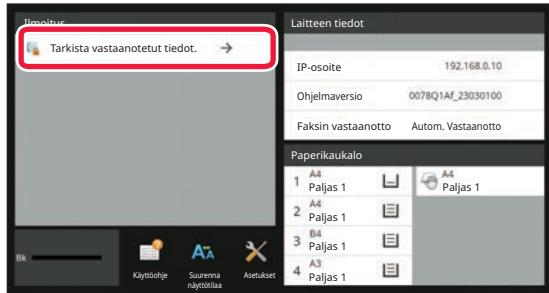 Ilmoitus
Tarkista vastaanotetut tiedot.
Laitteen tiedot
IP-osoite 192.168.0.10
Ohjelmaversio 0078Q1Af_23030100
Faksin vastaanotto Autom. Vastaanotto
Paperikaukalo
1 A4
Paljas 1
A4
Paljas 1
2 A4
Paljas 1
3 B4
Paljas 1
4 A3
Paljas 1
Bk
Käyttöohje
Suurenna
näyttötilaa
Asetukset